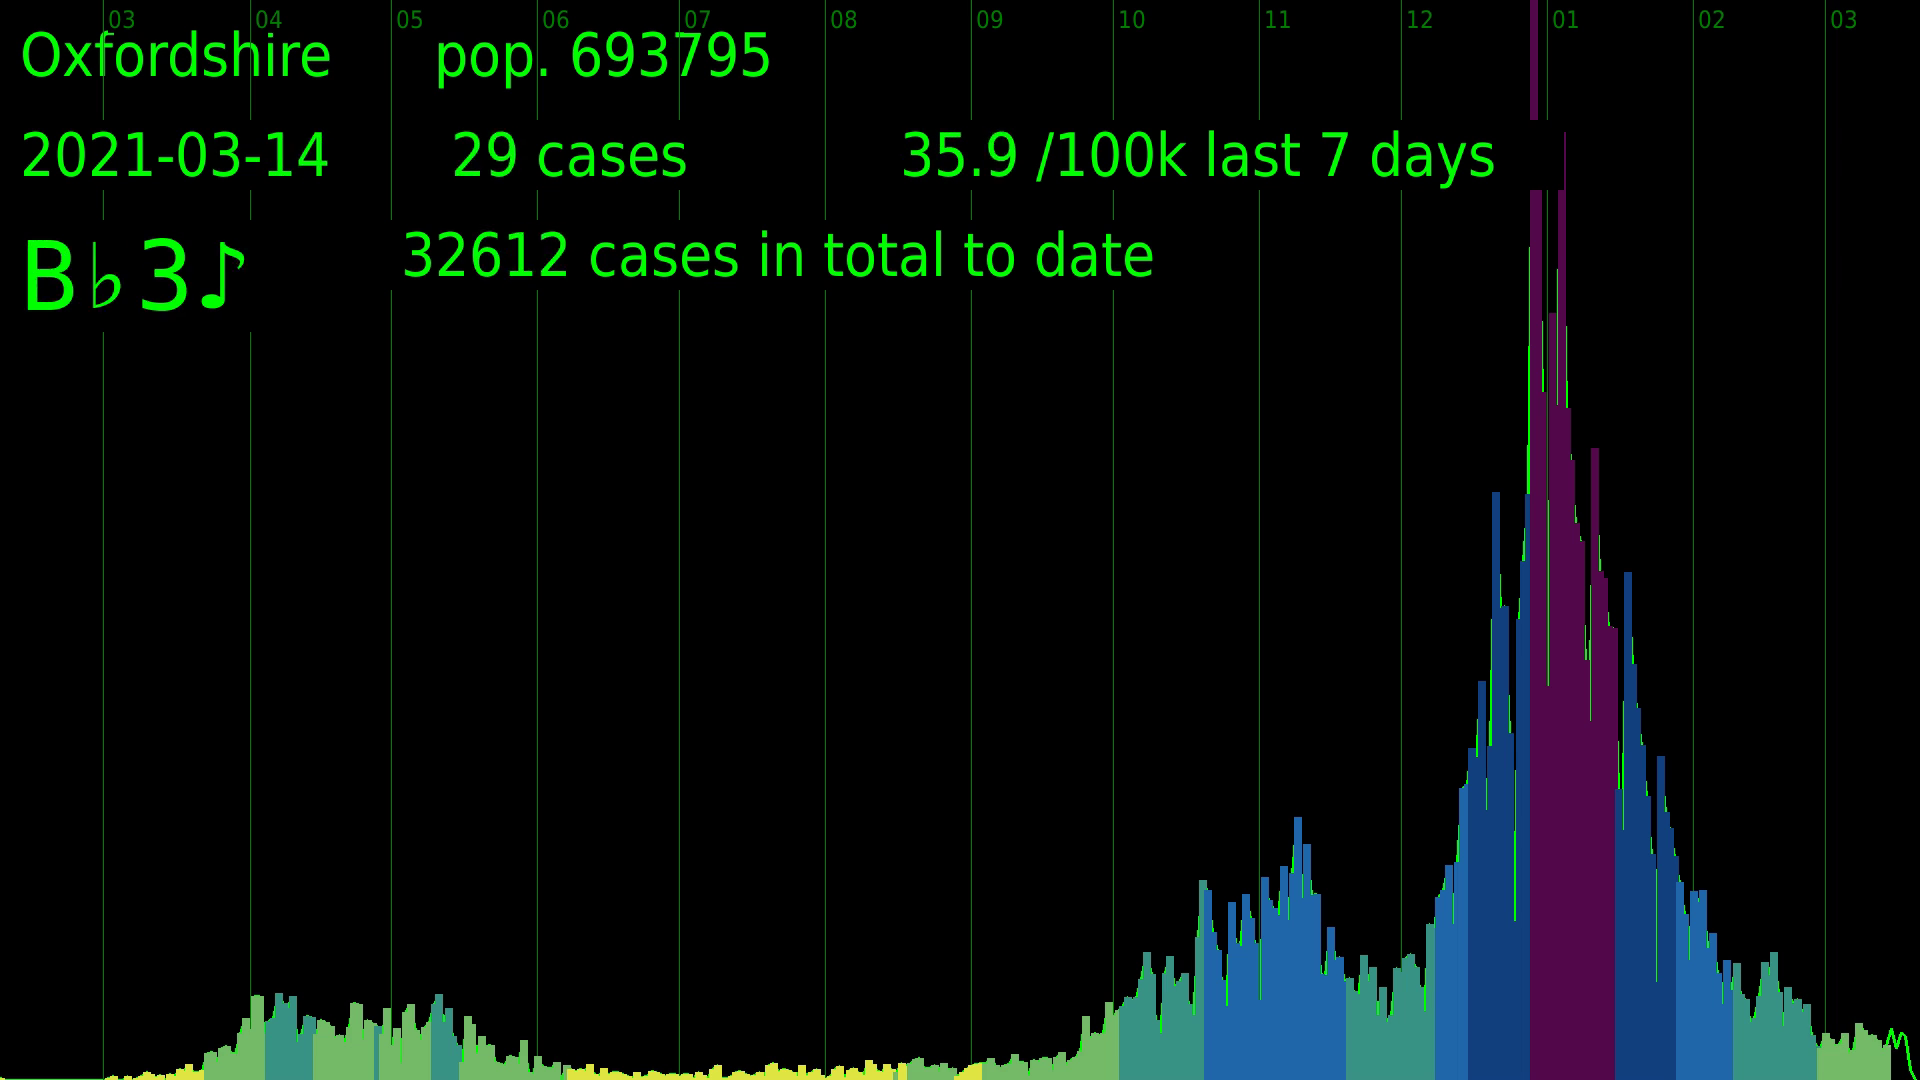 03 04 05 06 07 08 09 10 11 12 01 02 03
Oxfordshire pop. 693795
2021-03-14 29 cases 35.9 /100k last 7 days
B♭3♪ 32612 cases in total to date